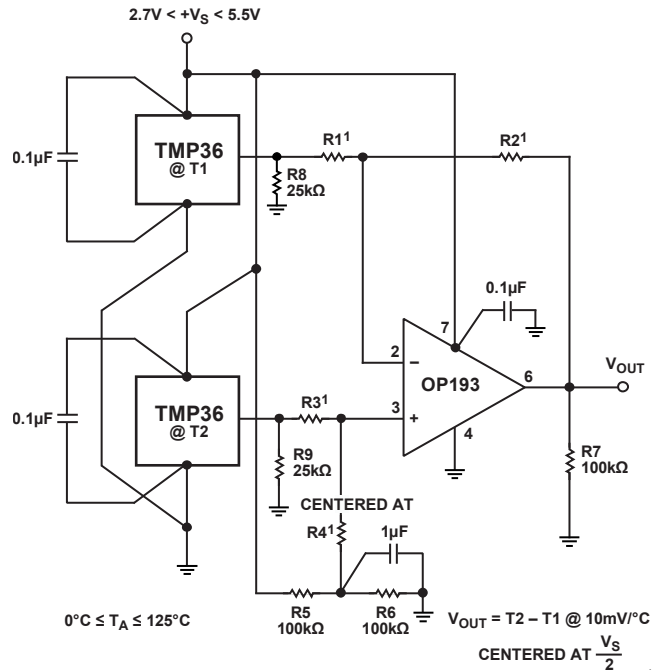 2.7V < +VS < 5.5V
0.1µF
TMP36
@ T1
R1¹
R2¹
R8
25kΩ
0.1µF
7
2
−
OP193
6
VOUT
3
+
4
0.1µF
TMP36
@ T2
R3¹
R9
25kΩ
R7
100kΩ
CENTERED AT
R4¹
1µF
R5
100kΩ
R6
100kΩ
0°C ≤ TA ≤ 125°C
VOUT = T2 – T1 @ 10mV/°C
CENTERED AT VS/2